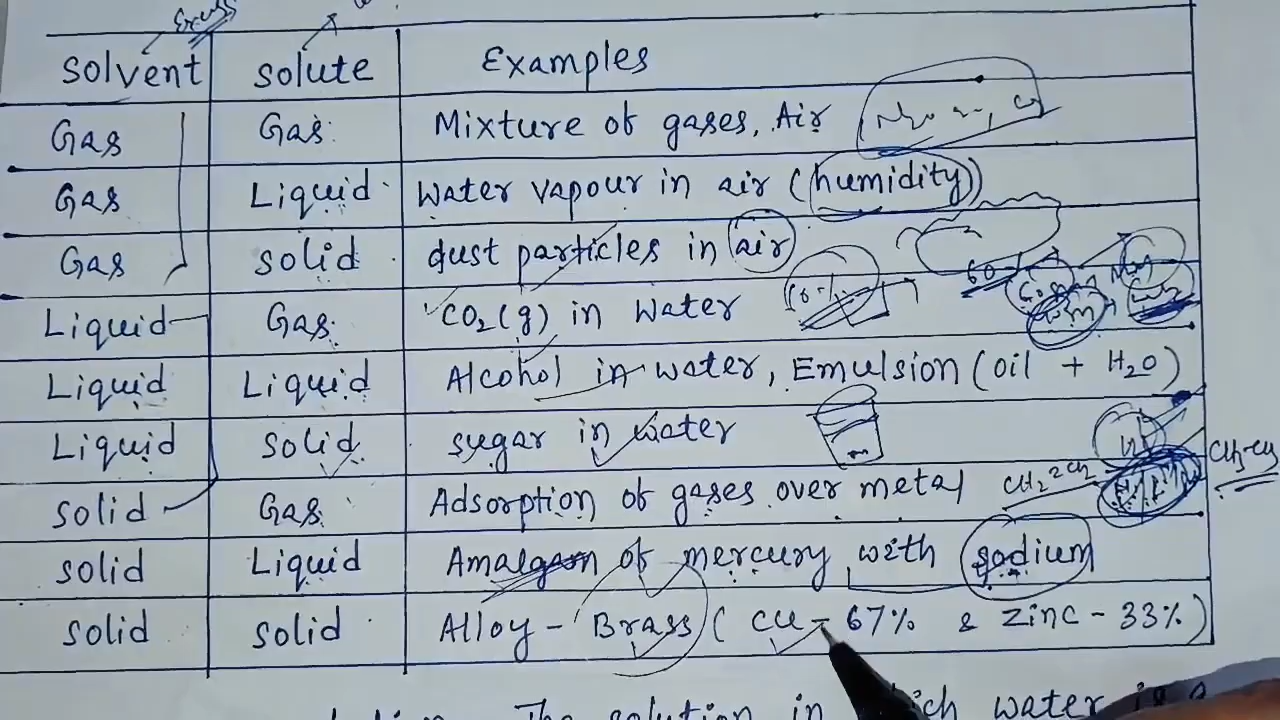 Excess
Solvent Solute Examples
Gas Gas Mixture of gases, Air
Gas Liquid Water vapour in air (humidity)
Gas solid dust particles in air
Liquid Gas CO2(g) in Water
Liquid Liquid Alcohol in water, Emulsion (oil + H2O)
Liquid Solid sugar in water
Solid Gas Adsorption of gases over metal CH2=CH2
solid Liquid Amalgam of mercury with sodium
solid solid Alloy - Brass (Cu - 67% & Zinc - 33%)
The solution in which water is a